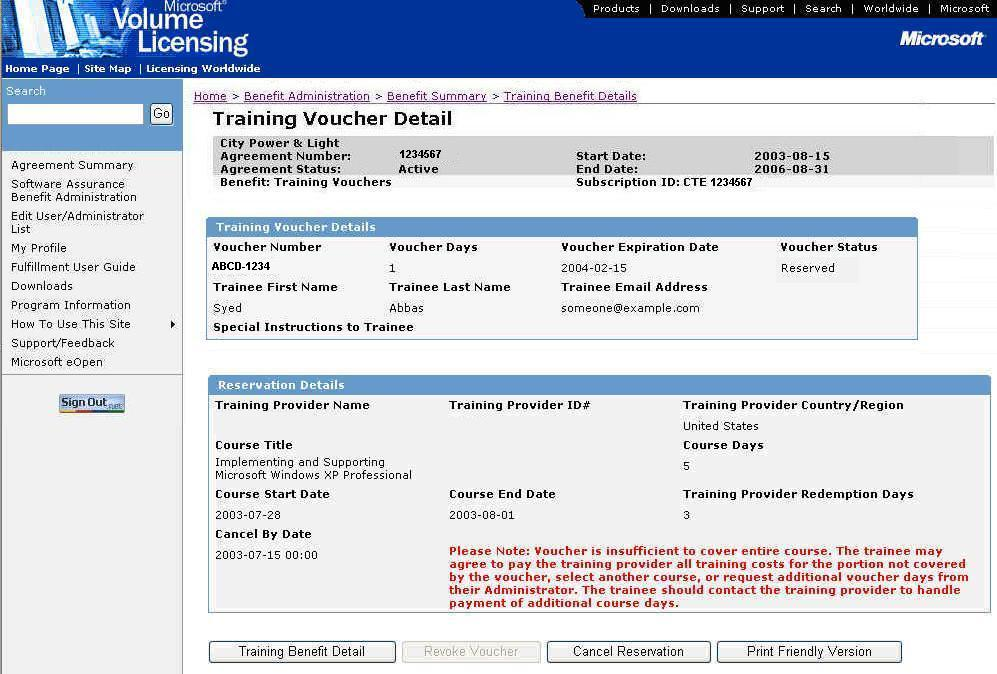 Microsoft®
Volume
Licensing
Products | Downloads | Support | Search | Worldwide | Microsoft
Microsoft
Home Page | Site Map | Licensing Worldwide
Search
Go
Agreement Summary
Software Assurance
Benefit Administration
Edit User/Administrator
List
My Profile
Fulfillment User Guide
Downloads
Program Information
How To Use This Site
Support/Feedback
Microsoft eOpen
Sign Out .net
Home > Benefit Administration > Benefit Summary > Training Benefit Details
Training Voucher Detail
City Power & Light
Agreement Number: 1234567 Start Date: 2003-08-15
Agreement Status: Active End Date: 2006-08-31
Benefit: Training Vouchers Subscription ID: CTE 1234567
Training Voucher Details
Voucher Number Voucher Days Voucher Expiration Date Voucher Status
ABCD-1234 1 2004-02-15 Reserved
Trainee First Name Trainee Last Name Trainee Email Address
Syed Abbas someone@example.com
Special Instructions to Trainee
Reservation Details
Training Provider Name Training Provider ID# Training Provider Country/Region
United States
Course Title Course Days
Implementing and Supporting
Microsoft Windows XP Professional
5
Course Start Date Course End Date Training Provider Redemption Days
2003-07-28 2003-08-01 3
Cancel By Date
2003-07-15 00:00
Please Note: Voucher is insufficient to cover entire course. The trainee may
agree to pay the training provider all training costs for the portion not covered
by the voucher, select another course, or request additional voucher days from
their Administrator. The trainee should contact the training provider to handle
payment of additional course days.
Training Benefit Detail Revoke Voucher Cancel Reservation Print Friendly Version